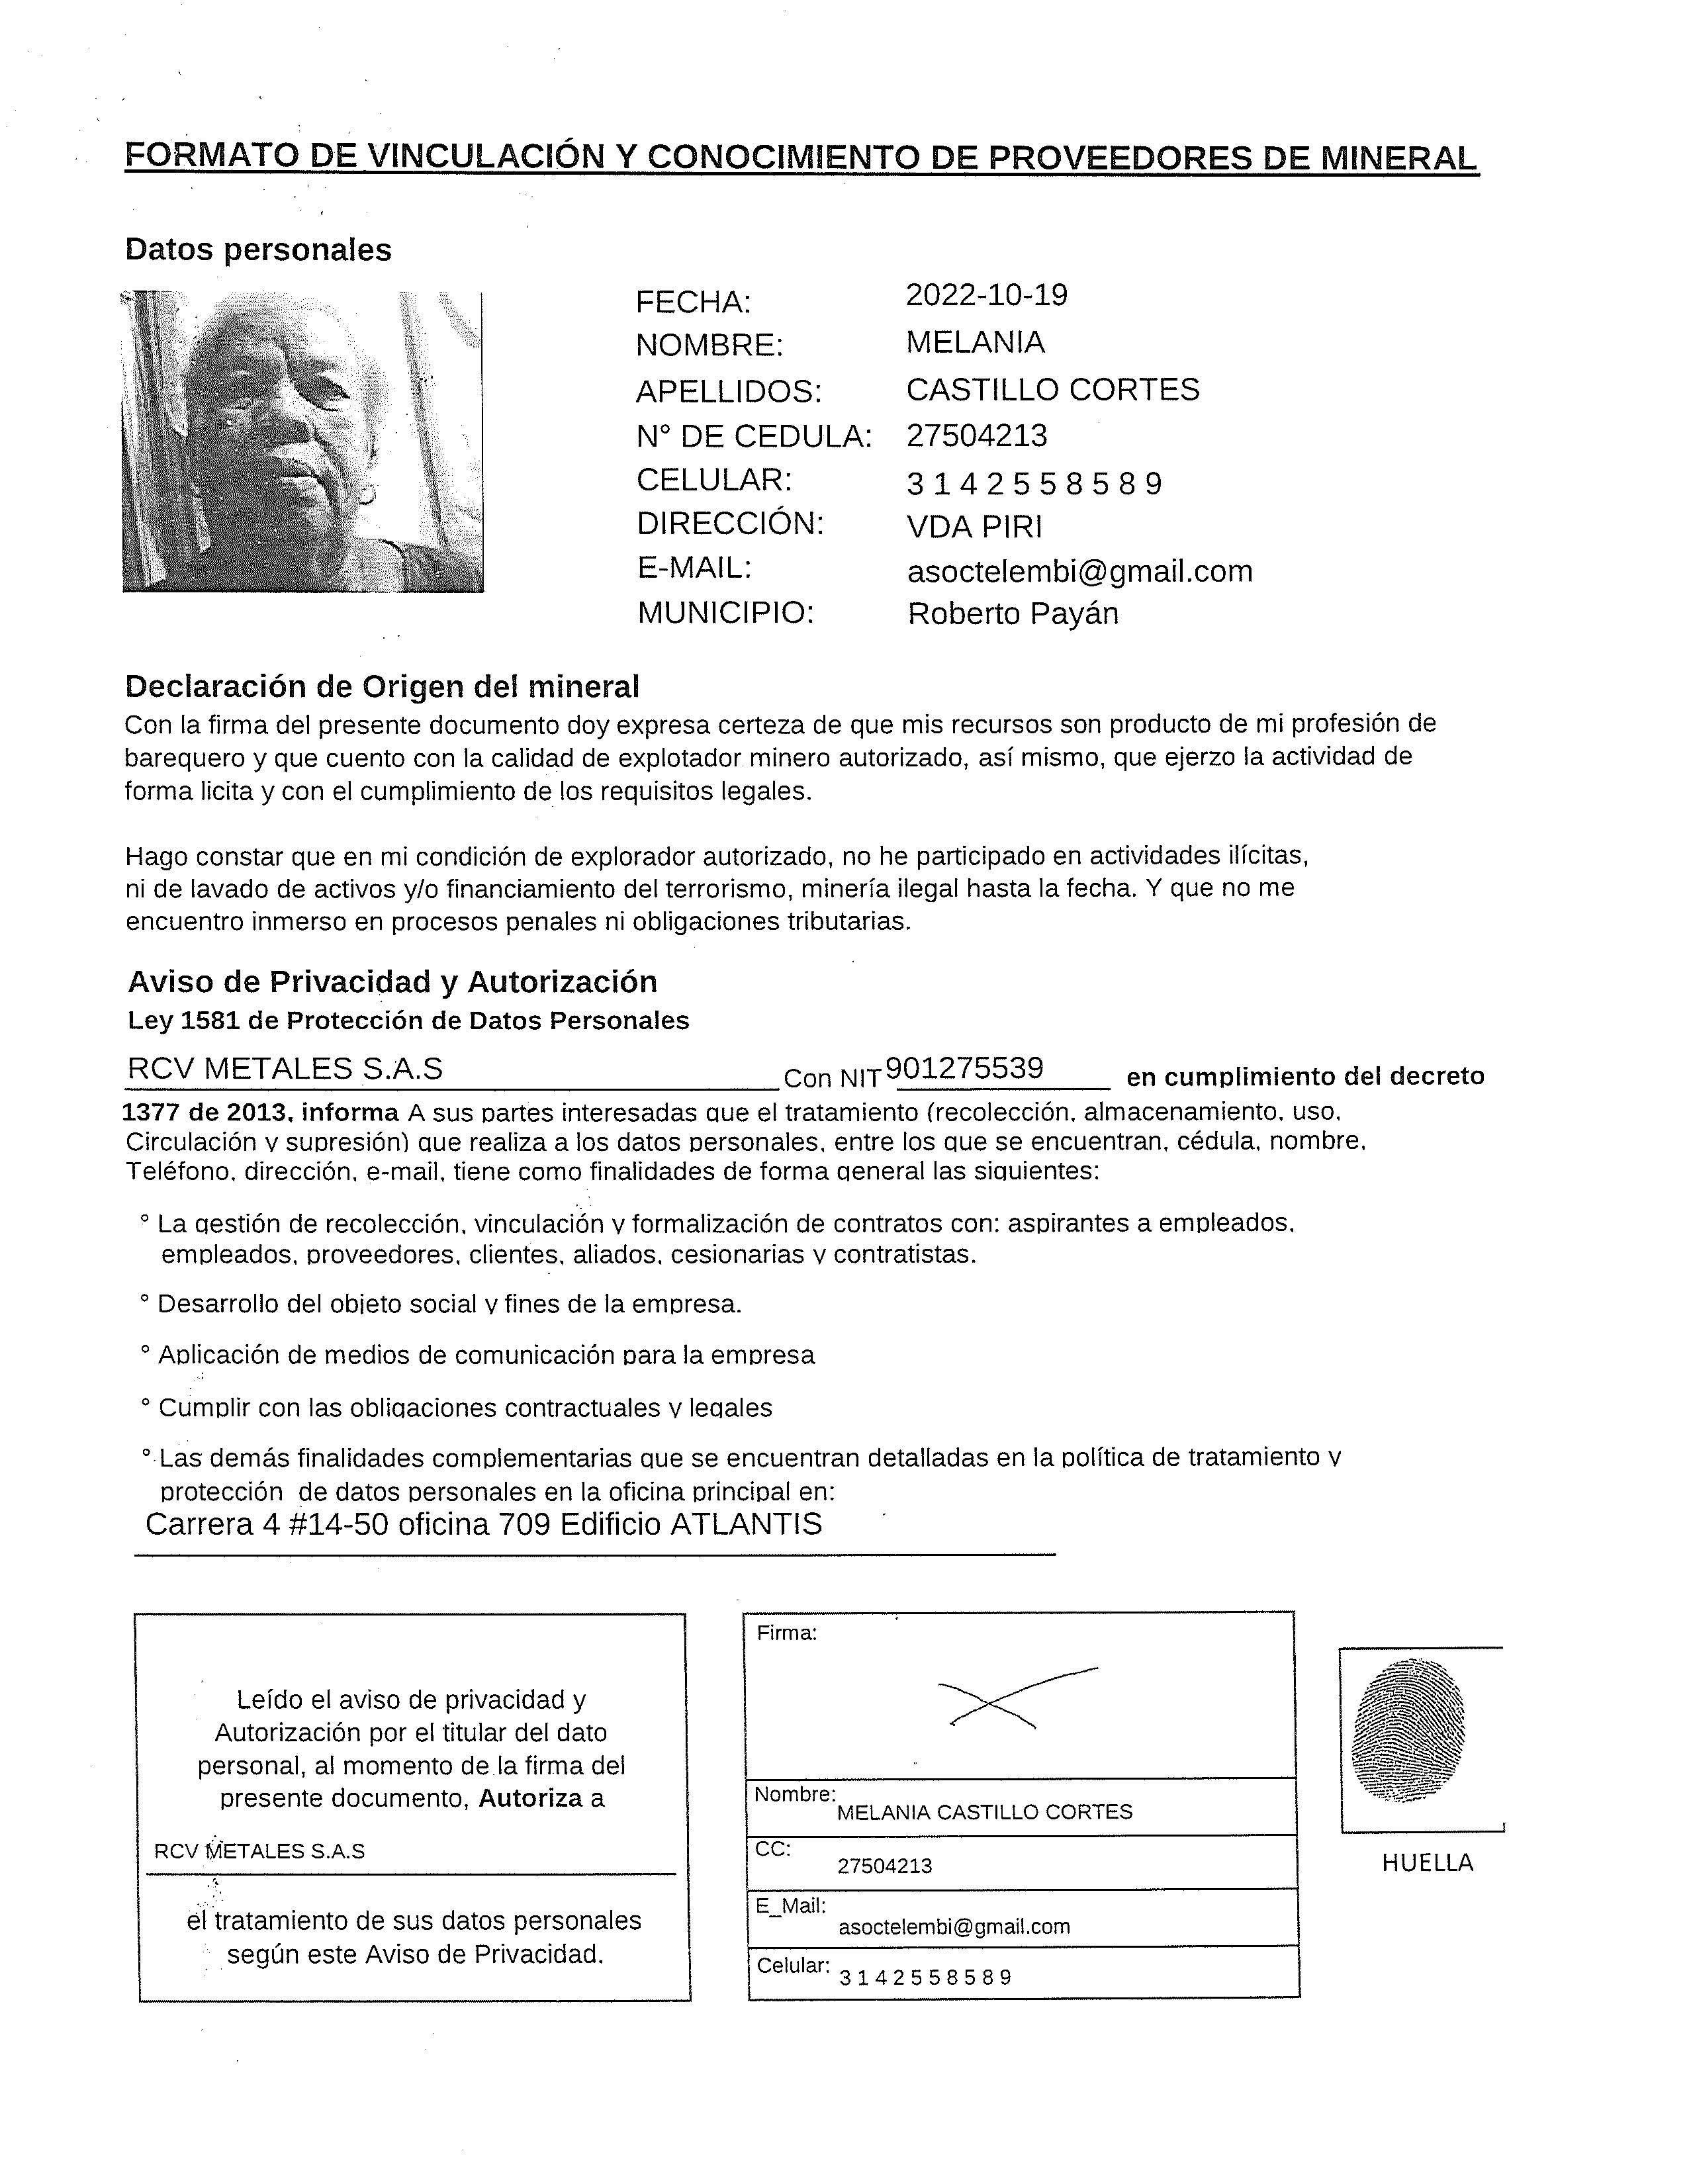 FORMATO DE VINCULACIÓN Y CONOCIMIENTO DE PROVEEDORES DE MINERAL
Datos personales
FECHA: 2022-10-19
NOMBRE: MELANIA
APELLIDOS: CASTILLO CORTES
N° DE CEDULA: 27504213
CELULAR: 3 1 4 2 5 5 8 5 8 9
DIRECCIÓN: VDA PIRI
E-MAIL: asoctelembi@gmail.com
MUNICIPIO: Roberto Payán
Declaración de Origen del mineral
Con la firma del presente documento doy expresa certeza de que mis recursos son producto de mi profesión de
barequero y que cuento con la calidad de explotador minero autorizado, así mismo, que ejerzo la actividad de
forma licita y con el cumplimiento de los requisitos legales.
Hago constar que en mi condición de explorador autorizado, no he participado en actividades ilícitas,
ni de lavado de activos y/o financiamiento del terrorismo, minería ilegal hasta la fecha. Y que no me
encuentro inmerso en procesos penales ni obligaciones tributarias.
Aviso de Privacidad y Autorización
Ley 1581 de Protección de Datos Personales
RCV METALES S.A.S Con NIT 901275539 en cumplimiento del decreto
1377 de 2013, informa A sus partes interesadas que el tratamiento (recolección, almacenamiento, uso,
Circulación y supresión) que realiza a los datos personales, entre los que se encuentran, cédula, nombre,
Teléfono, dirección, e-mail, tiene como finalidades de forma general las siguientes:
° La gestión de recolección, vinculación y formalización de contratos con: aspirantes a empleados,
empleados, proveedores, clientes, aliados, cesionarias y contratistas.
° Desarrollo del objeto social y fines de la empresa.
° Aplicación de medios de comunicación para la empresa
° Cumplir con las obligaciones contractuales y legales
° Las demás finalidades complementarias que se encuentran detalladas en la política de tratamiento y
protección de datos personales en la oficina principal en:
Carrera 4 #14-50 oficina 709 Edificio ATLANTIS
Leído el aviso de privacidad y
Autorización por el titular del dato
personal, al momento de la firma del
presente documento, Autoriza a
RCV METALES S.A.S
el tratamiento de sus datos personales
según este Aviso de Privacidad.
Firma:
Nombre: MELANIA CASTILLO CORTES
CC: 27504213
E_Mail: asoctelembi@gmail.com
Celular: 3 1 4 2 5 5 8 5 8 9
HUELLA